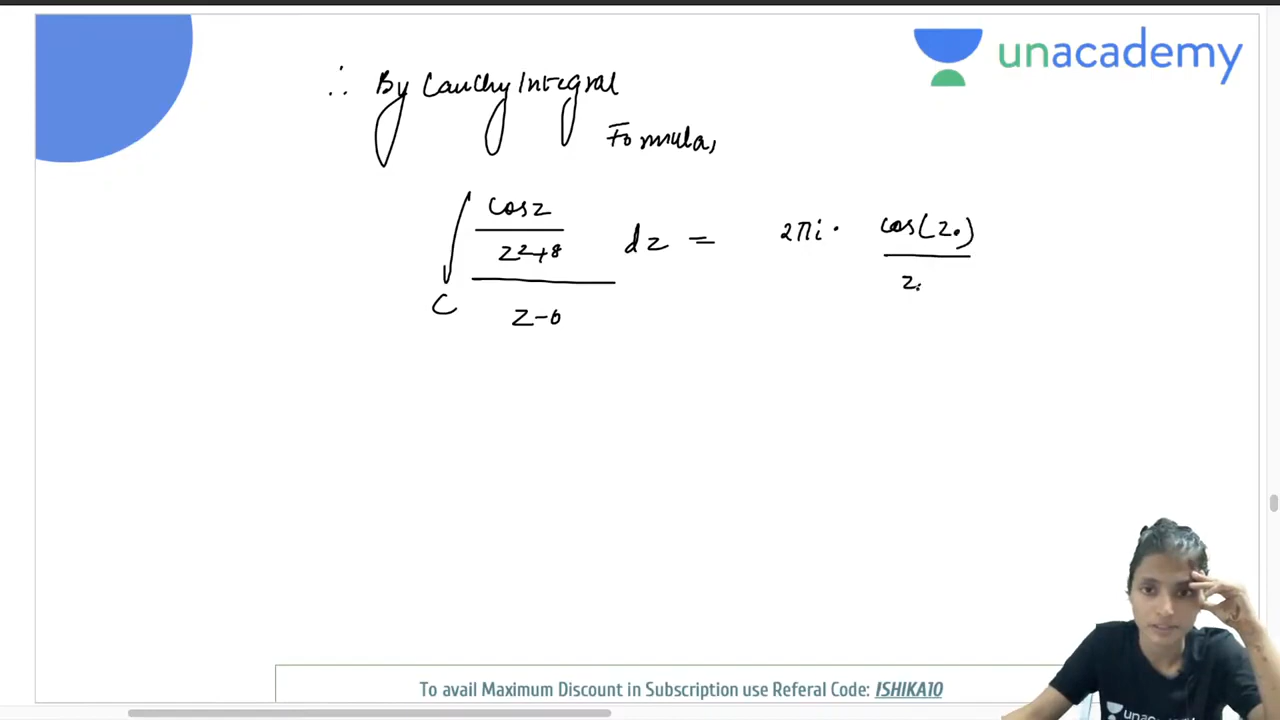 unacademy
∴ By Cauchy Integral
Formula,
∫_C (cos z / z²+8) / (z-0) dz = 2πi · cos(z₀) / z₀
To avail Maximum Discount in Subscription use Referal Code: ISHIKA10